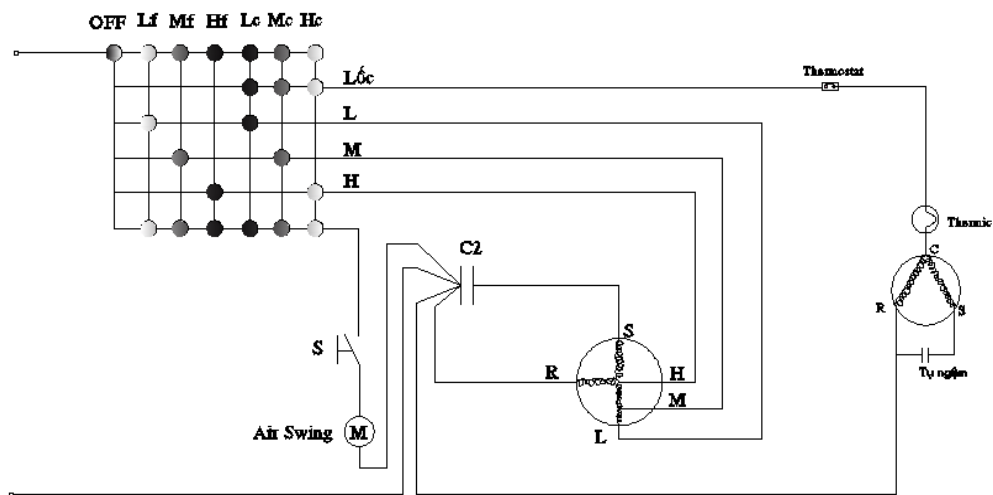 OFF Lf Mf Hf Lc Mc Hc
Lốc
Thermostat
L
M
H
Thermic
C2
C
R
S
S
S
R
H
Tụ ngậm
M
Air Swing
M
L